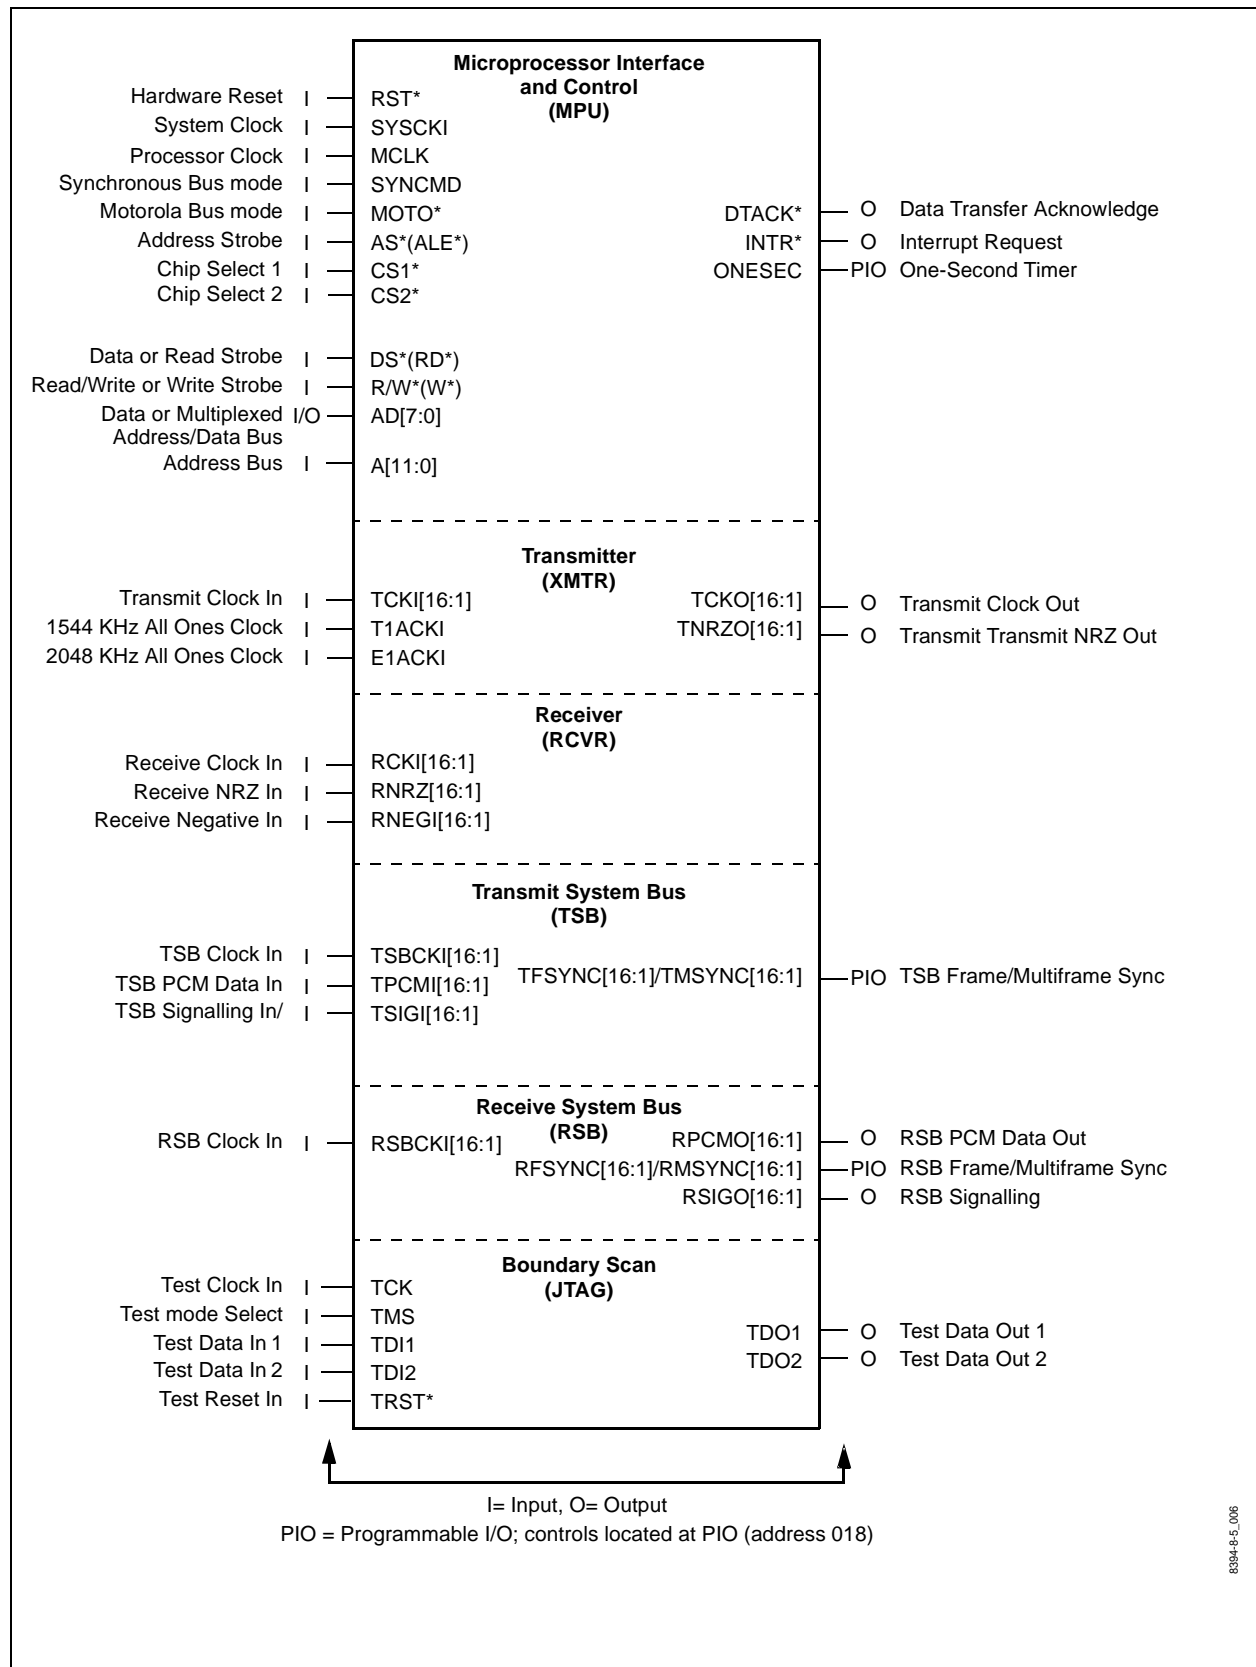 Microprocessor Interface
and Control
(MPU)
Hardware Reset I RST*
System Clock I SYSCKI
Processor Clock I MCLK
Synchronous Bus mode I SYNCMD
Motorola Bus mode I MOTO* DTACK* O Data Transfer Acknowledge
Address Strobe I AS*(ALE*) INTR* O Interrupt Request
Chip Select 1 I CS1* ONESEC PIO One-Second Timer
Chip Select 2 I CS2*
Data or Read Strobe I DS*(RD*)
Read/Write or Write Strobe I R/W*(W*)
Data or Multiplexed I/O AD[7:0]
Address/Data Bus
Address Bus I A[11:0]
Transmitter
(XMTR)
Transmit Clock In I TCKI[16:1] TCKO[16:1] O Transmit Clock Out
1544 KHz All Ones Clock I T1ACKI TNRZO[16:1] O Transmit Transmit NRZ Out
2048 KHz All Ones Clock I E1ACKI
Receiver
(RCVR)
Receive Clock In I RCKI[16:1]
Receive NRZ In I RNRZ[16:1]
Receive Negative In I RNEGI[16:1]
Transmit System Bus
(TSB)
TSB Clock In I TSBCKI[16:1]
TSB PCM Data In I TPCMI[16:1] TFSYNC[16:1]/TMSYNC[16:1] PIO TSB Frame/Multiframe Sync
TSB Signalling In/ I TSIGI[16:1]
Receive System Bus
(RSB)
RSB Clock In I RSBCKI[16:1] RPCMO[16:1] O RSB PCM Data Out
RFSYNC[16:1]/RMSYNC[16:1] PIO RSB Frame/Multiframe Sync
RSIGO[16:1] O RSB Signalling
Boundary Scan
(JTAG)
Test Clock In I TCK
Test mode Select I TMS
Test Data In 1 I TDI1 TDO1 O Test Data Out 1
Test Data In 2 I TDI2 TDO2 O Test Data Out 2
Test Reset In I TRST*
I= Input, O= Output
PIO = Programmable I/O; controls located at PIO (address 018)
8394-8-5_006